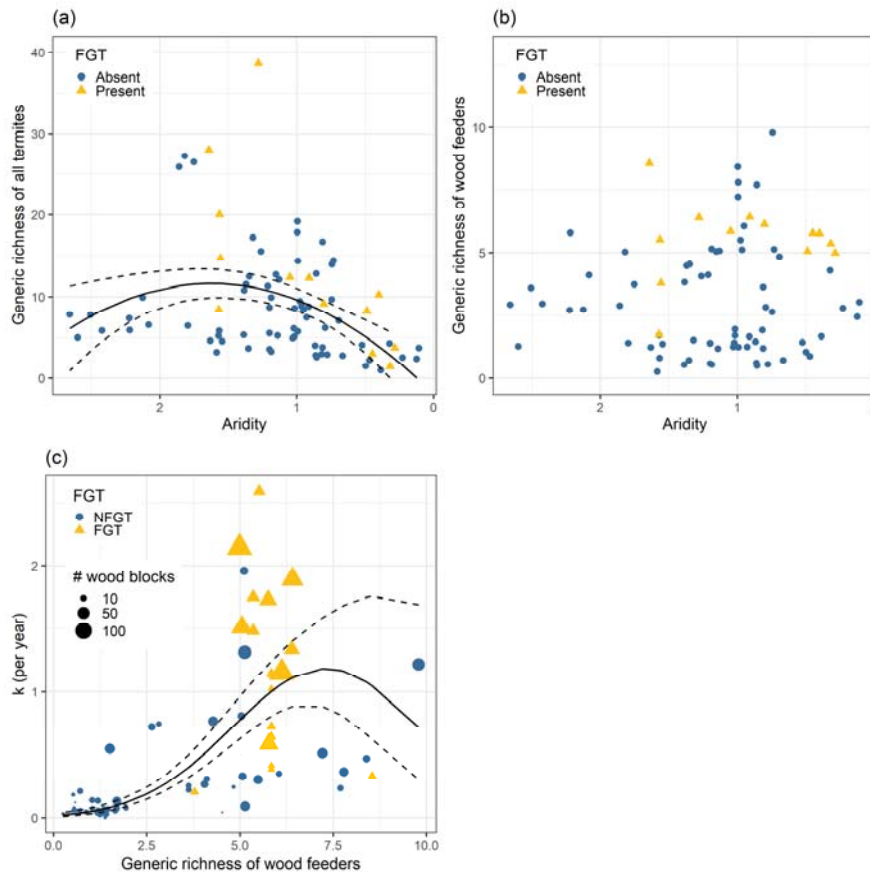 (a)
FGT
Absent
Present
Generic richness of all termites
40
30
20
10
0
2
1
0
Aridity
(b)
FGT
Absent
Present
Generic richness of wood feeders
10
5
0
2
1
Aridity
(c)
FGT
NFGT
FGT
# wood blocks
10
50
100
k (per year)
2
1
0
0.0
2.5
5.0
7.5
10.0
Generic richness of wood feeders